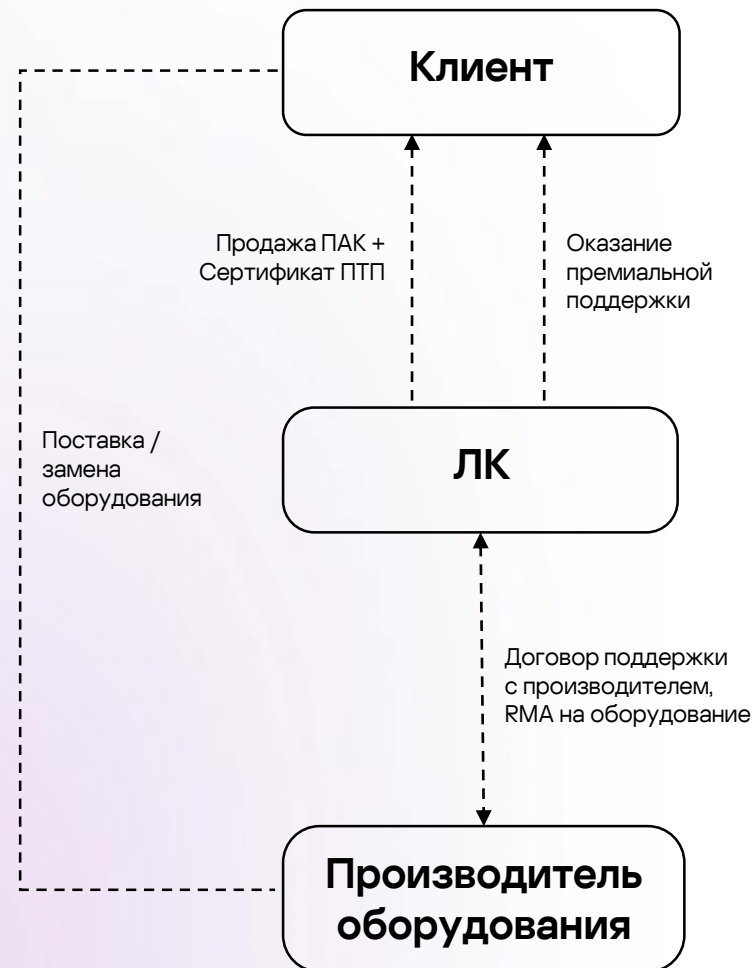 Клиент
Продажа ПАК +
Сертификат ПТП
Оказание
премиальной
поддержки
ЛК
Поставка /
замена
оборудования
Договор поддержки
с производителем,
RMA на оборудование
Производитель
оборудования